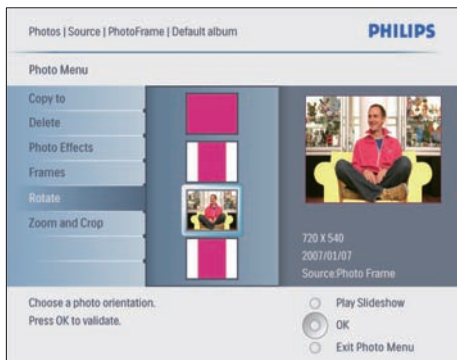 Photos | Source | PhotoFrame | Default album
PHILIPS
Photo Menu
Copy to
Delete
Photo Effects
Frames
Rotate
Zoom and Crop
720 X 540
2007/01/07
Source:Photo Frame
Choose a photo orientation.
Press OK to validate.
Play Slideshow
OK
Exit Photo Menu